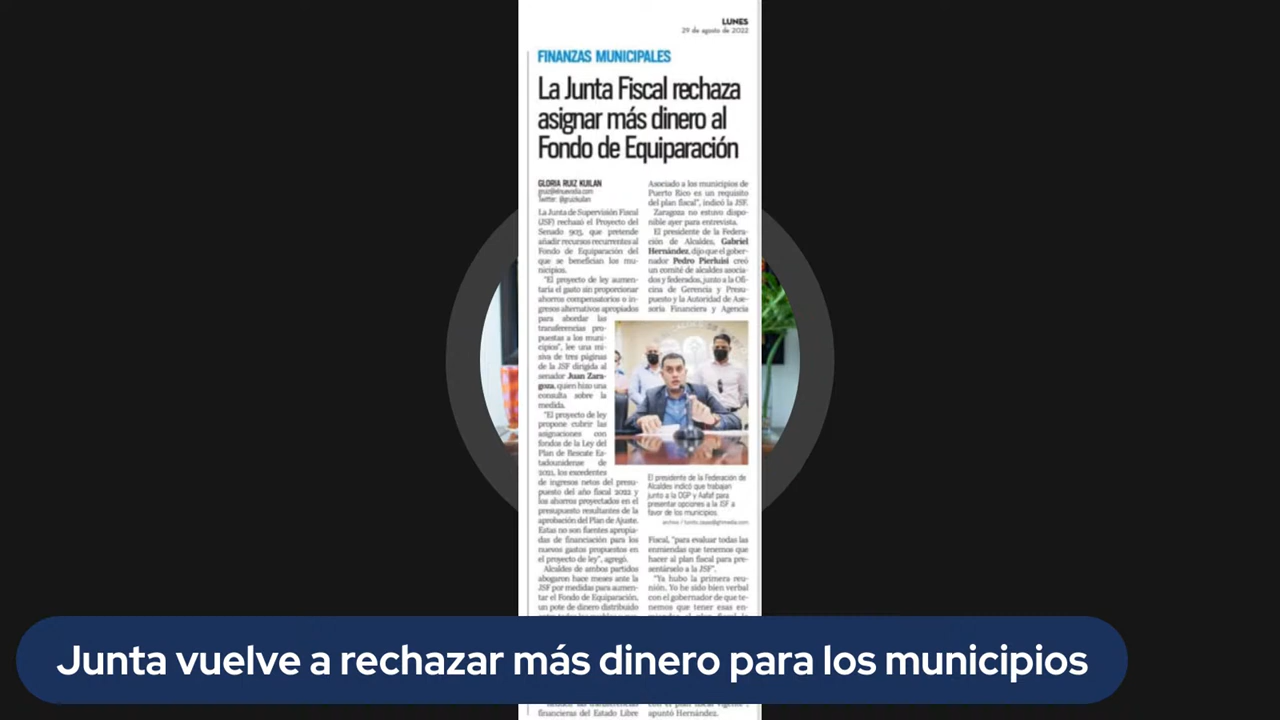 LUNES
29 de agosto de 2022
FINANZAS MUNICIPALES
La Junta Fiscal rechaza
asignar más dinero al
Fondo de Equiparación
GLORIA RUIZ KUILAN
gruiz@elnuevodia.com
Twitter: @gruizkuilan
La Junta de Supervisión Fiscal
(JSF) rechazó el Proyecto del
Senado 903, que pretende
añadir recursos recurrentes al
Fondo de Equiparación del
que se benefician los mu-
nicipios.
"El proyecto de ley aumen-
taría el gasto sin proporcionar
ahorros compensatorios o in-
gresos alternativos apropiados
para abordar las
transferencias pro-
puestas a los muni-
cipios", lee una mi-
siva de tres páginas
de la JSF dirigida al
senador Juan Zara-
goza, quien hizo una
consulta sobre la
medida.
"El proyecto de ley
propone cubrir las
asignaciones con
fondos de la Ley del
Plan de Rescate Es-
tadounidense de
2021, los excedentes
de ingresos netos del presu-
puesto del año fiscal 2022 y
los ahorros proyectados en el
presupuesto resultantes de la
aprobación del Plan de Ajuste.
Estas no son fuentes apropia-
das de financiación para los
nuevos gastos propuestos en
el proyecto de ley", agregó.
Alcaldes de ambos partidos
abogaron hace meses ante la
JSF por medidas para aumen-
tar el Fondo de Equiparación,
un pote de dinero distribuido
financieras del Estado Libre
Asociado a los municipios de
Puerto Rico es un requisito
del plan fiscal", indicó la JSF.
Zaragoza no estuvo dispo-
nible ayer para entrevista.
El presidente de la Federa-
ción de Alcaldes, Gabriel
Hernández, dijo que el gober-
nador Pedro Pierluisi creó
un comité de alcaldes asocia-
dos y federados, junto a la Ofi-
cina de Gerencia y Presu-
puesto y la Autoridad de Ase-
soría Financiera y Agencia
El presidente de la Federación de
Alcaldes indicó que trabajan
junto a la OGP y Aafaf para
presentar opciones a la JSF a
favor de los municipios.
Fiscal, "para evaluar todas las
enmiendas que tenemos que
hacer al plan fiscal para pre-
sentárselo a la JSF".
"Ya hubo la primera reu-
nión. Yo he sido bien verbal
con el gobernador de que te-
nemos que tener esas en-
apuntó Hernández.
Junta vuelve a rechazar más dinero para los municipios